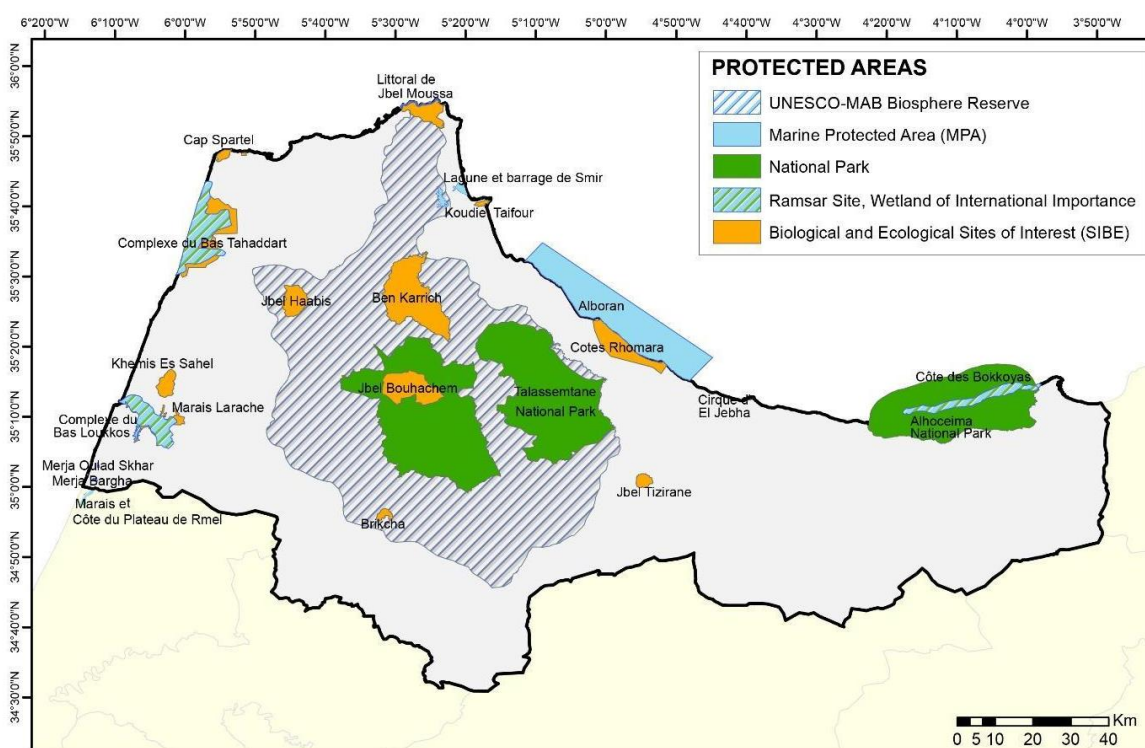 6°20'0"W 6°10'0"W 6°00'0"W 5°50'0"W 5°40'0"W 5°30'0"W 5°20'0"W 5°10'0"W 5°00'0"W 4°50'0"W 4°40'0"W 4°30'0"W 4°20'0"W 4°10'0"W 4°00'0"W 3°50'0"W
36°0'0"N
35°50'0"N
35°40'0"N
35°30'0"N
35°20'0"N
35°10'0"N
35°0'0"N
34°50'0"N
34°40'0"N
34°30'0"N
PROTECTED AREAS
UNESCO-MAB Biosphere Reserve
Marine Protected Area (MPA)
National Park
Ramsar Site, Wetland of International Importance
Biological and Ecological Sites of Interest (SIBE)
Littoral de
Jbel Moussa
Cap Spartel
Lagune et barrage de Smir
Koudiet Taifour
Complexe du Bas Tahaddart
Jbel Haabis
Ben Karrich
Alboran
Cotes Rhomara
Khemis Es Sahel
Jbel Bouhachem
Talassemtane
National Park
Côte des Bokkoyas
Marais Larache
Cirque d'
El Jebha
Alhoceima
National Park
Complexe du
Bas Loukkos
Merja Oulad Skhar
Merja Bargha
Jbel Tizirane
Marais et
Côte du Plateau de Rmel
Brikcha
Km
0 5 10 20 30 40